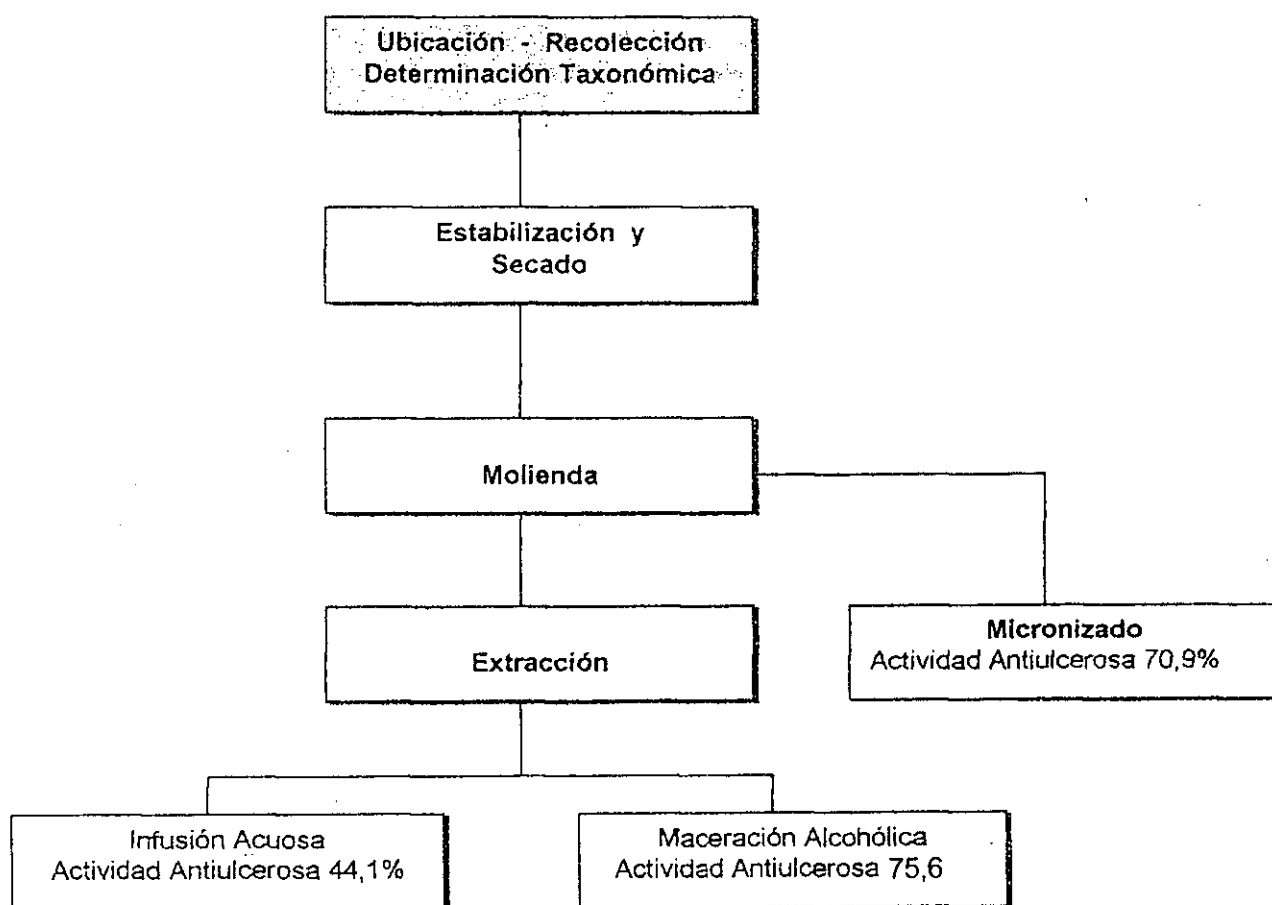 Ubicación - Recolección
Determinación Taxonómica
Estabilización y
Secado
Molienda
Extracción
Micronizado
Actividad Antiulcerosa 70,9%
Infusión Acuosa
Actividad Antiulcerosa 44,1%
Maceración Alcohólica
Actividad Antiulcerosa 75,6